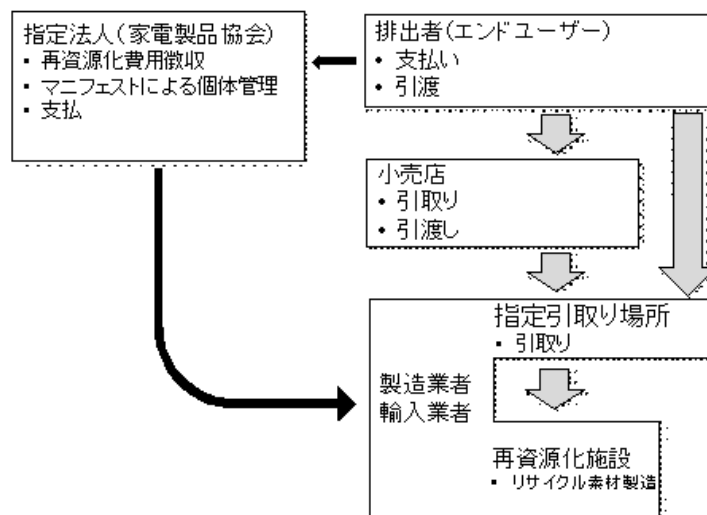 指定法人(家電製品協会)
• 再資源化費用徴収
• マニフェストによる個体管理
• 支払
排出者(エンドユーザー)
• 支払い
• 引渡
小売店
• 引取り
• 引渡し
指定引取り場所
• 引取り
製造業者
輸入業者
再資源化施設
• リサイクル素材製造